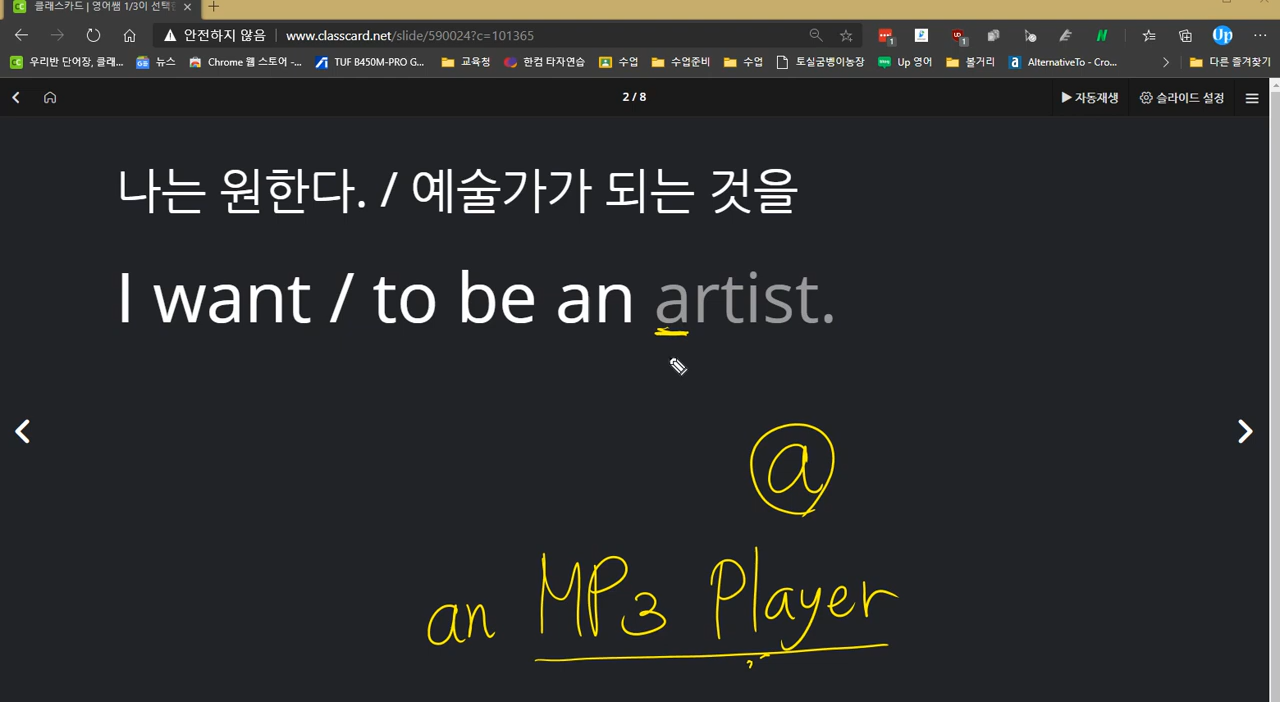 클래스카드 | 영어쌤 1/3이 선택한
안전하지 않음 | www.classcard.net/slide/590024?c=101365
우리반 단어장, 클래... 뉴스 Chrome 웹 스토어 -... TUF B450M-PRO G... 교육청 한컴 타자연습 수업 수업준비 수업 토실굼벵이농장 Up 영어 볼거리 AlternativeTo - Cro... 다른 즐겨찾기
2 / 8 자동재생 슬라이드 설정
나는 원한다. / 예술가가 되는 것을
I want / to be an artist.
a
an MP3 Player